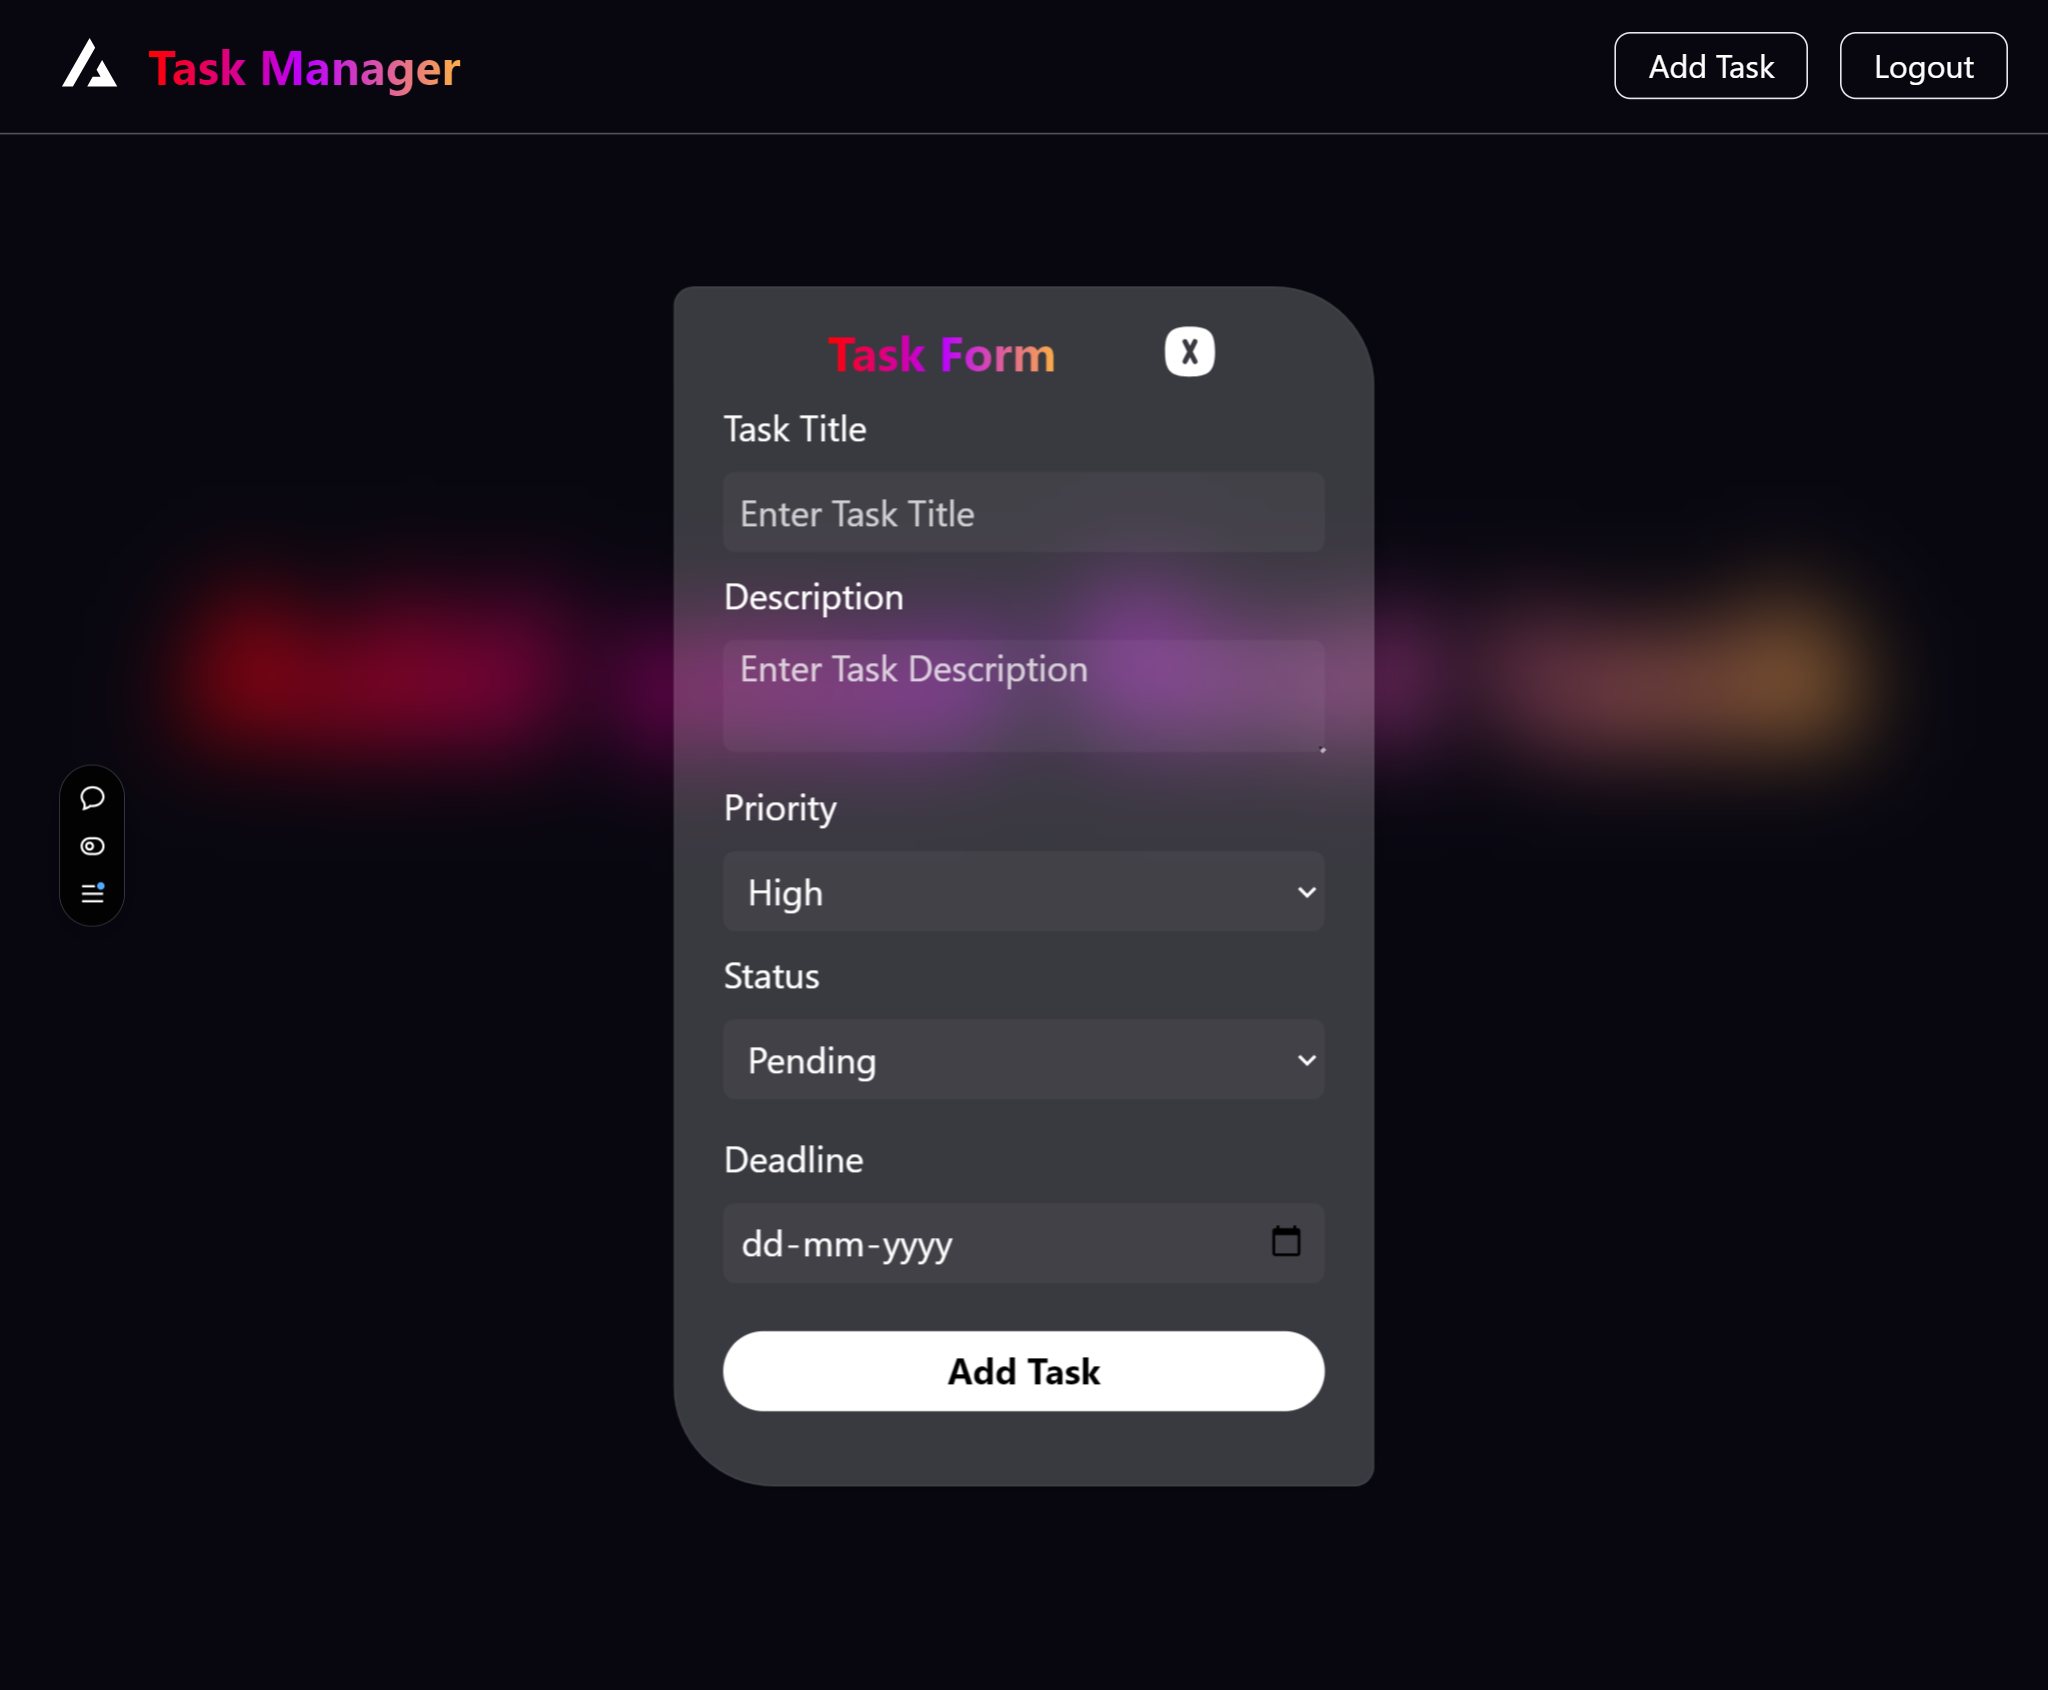 Task Manager
Add Task
Logout
Task Form
X
Task Title
Enter Task Title
Description
Enter Task Description
Priority
High
Status
Pending
Deadline
dd-mm-yyyy
Add Task